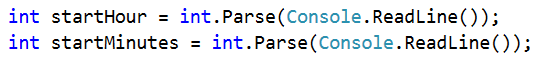 int startHour = int.Parse(Console.ReadLine());
int startMinutes = int.Parse(Console.ReadLine());